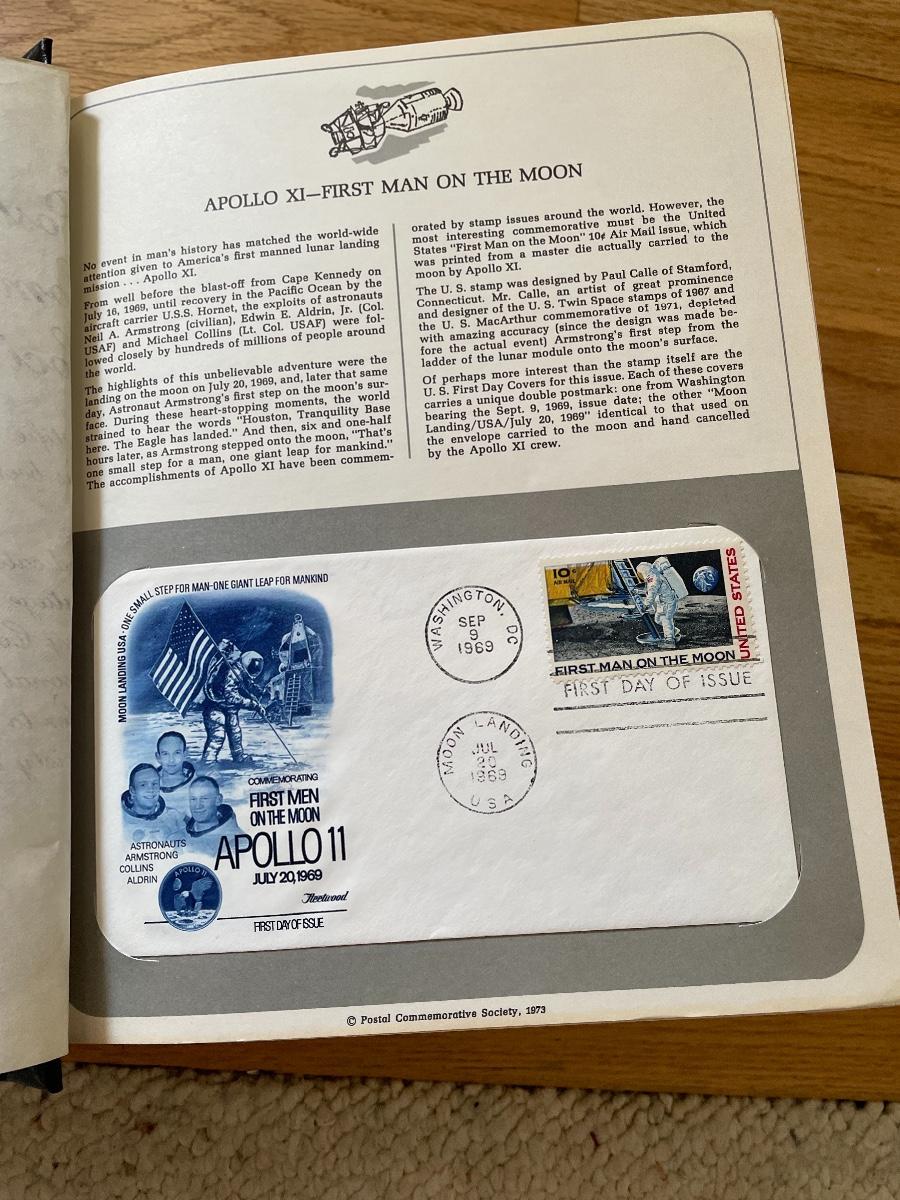 APOLLO XI—FIRST MAN ON THE MOON
No event in man's history has matched the world-wide
attention given to America's first manned lunar landing
mission . . . Apollo XI.
From well before the blast-off from Cape Kennedy on
July 16, 1969, until recovery in the Pacific Ocean by the
aircraft carrier U.S.S. Hornet, the exploits of astronauts
Neil A. Armstrong (civilian), Edwin E. Aldrin, Jr. (Col.
USAF) and Michael Collins (Lt. Col. USAF) were fol-
lowed closely by hundreds of millions of people around
the world.
The highlights of this unbelievable adventure were the
landing on the moon on July 20, 1969, and, later that same
day, Astronaut Armstrong's first step on the moon's sur-
face. During these heart-stopping moments, the world
strained to hear the words "Houston, Tranquility Base
here. The Eagle has landed." And then, six and one-half
hours later, as Armstrong stepped onto the moon, "That's
one small step for a man, one giant leap for mankind."
The accomplishments of Apollo XI have been commem-
orated by stamp issues around the world. However, the
most interesting commemorative must be the United
States "First Man on the Moon" 10¢ Air Mail issue, which
was printed from a master die actually carried to the
moon by Apollo XI.
The U. S. stamp was designed by Paul Calle of Stamford,
Connecticut. Mr. Calle, an artist of great prominence
and designer of the U. S. Twin Space stamps of 1967 and
the U. S. MacArthur commemorative of 1971, depicted
with amazing accuracy (since the design was made be-
fore the actual event) Armstrong's first step from the
ladder of the lunar module onto the moon's surface.
Of perhaps more interest than the stamp itself are the
U. S. First Day Covers for this issue. Each of these covers
carries a unique double postmark: one from Washington
bearing the Sept. 9, 1969, issue date; the other "Moon
Landing/USA/July 20, 1969" identical to that used on
the envelope carried to the moon and hand cancelled
by the Apollo XI crew.
MOON LANDING USA · ONE SMALL STEP FOR MAN-ONE GIANT LEAP FOR MANKIND
COMMEMORATING
FIRST MEN
ON THE MOON
APOLLO 11
JULY 20, 1969
ASTRONAUTS
ARMSTRONG
COLLINS
ALDRIN
APOLLO 11
Fleetwood
FIRST DAY OF ISSUE
WASHINGTON, DC
SEP
9
1969
MOON LANDING
JUL
20
1969
USA
10¢
AIR MAIL
UNITED STATES
FIRST MAN ON THE MOON
FIRST DAY OF ISSUE
© Postal Commemorative Society, 1973